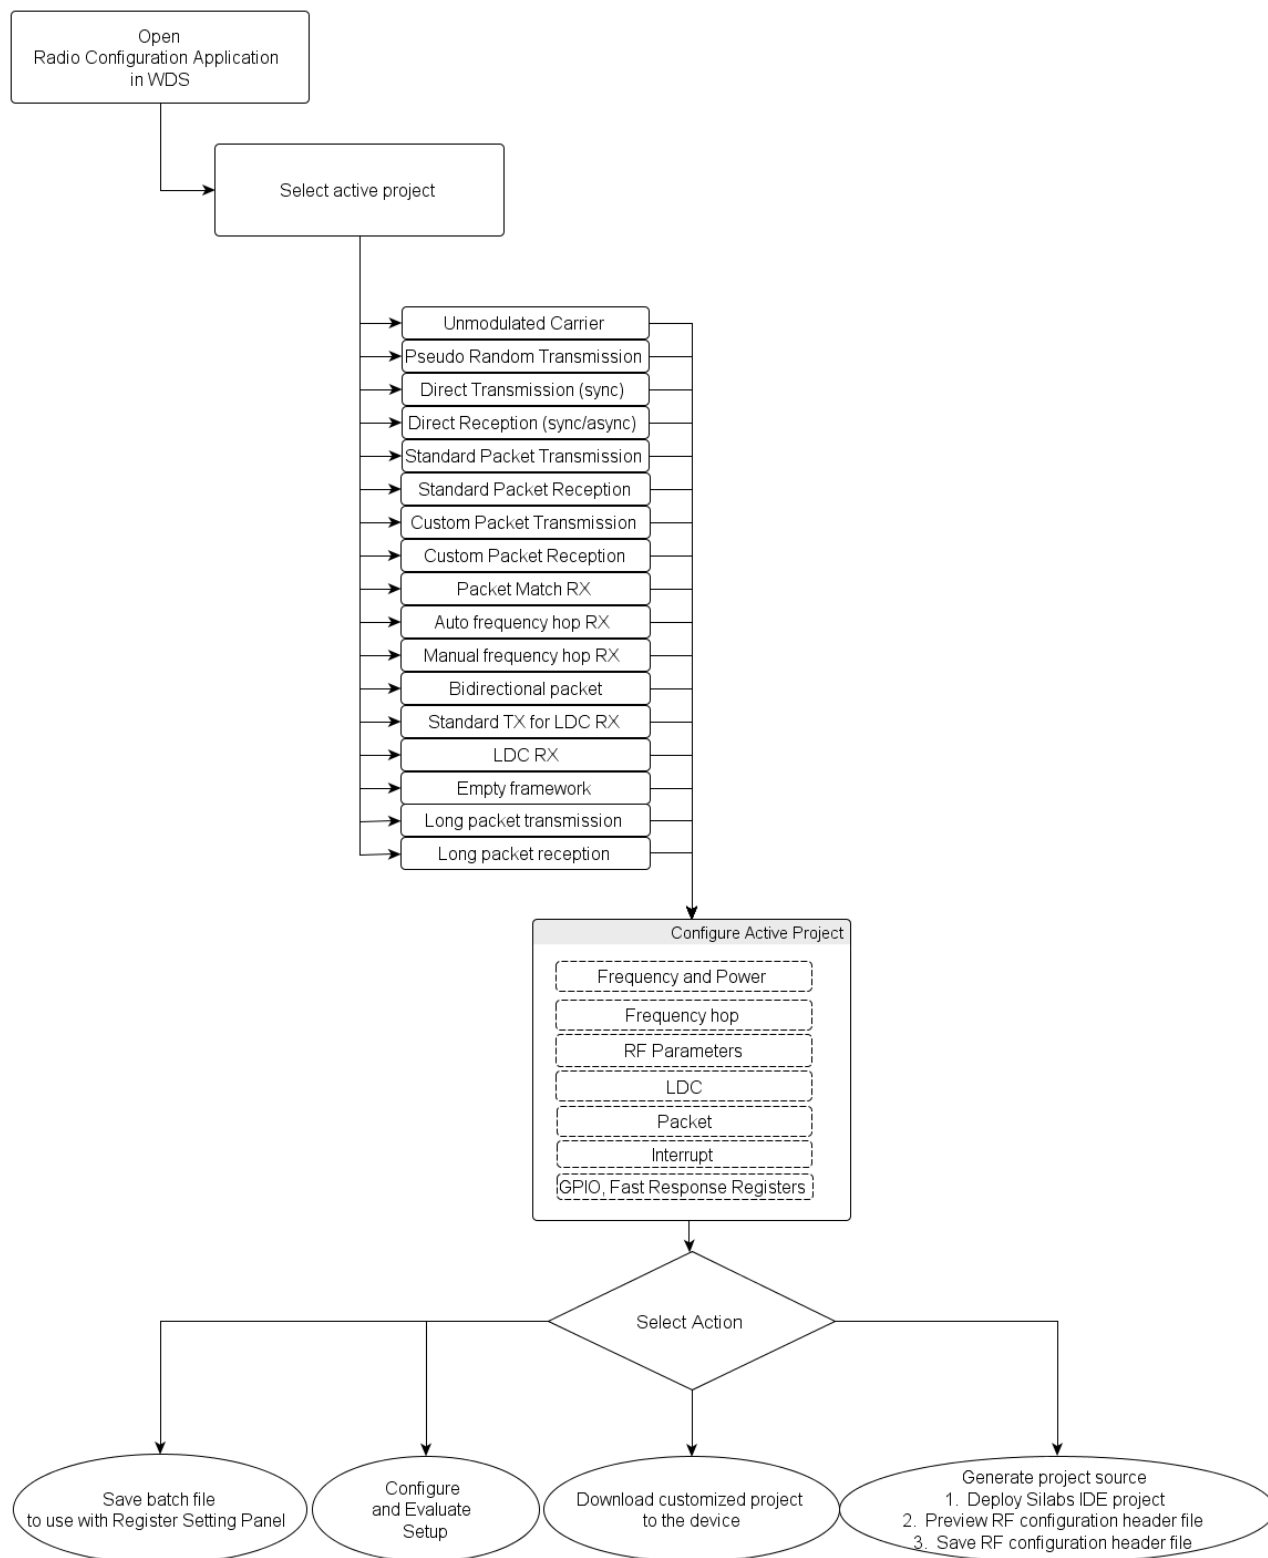 Open
Radio Configuration Application
in WDS
Select active project
Unmodulated Carrier
Pseudo Random Transmission
Direct Transmission (sync)
Direct Reception (sync/async)
Standard Packet Transmission
Standard Packet Reception
Custom Packet Transmission
Custom Packet Reception
Packet Match RX
Auto frequency hop RX
Manual frequency hop RX
Bidirectional packet
Standard TX for LDC RX
LDC RX
Empty framework
Long packet transmission
Long packet reception
Configure Active Project
Frequency and Power
Frequency hop
RF Parameters
LDC
Packet
Interrupt
GPIO, Fast Response Registers
Select Action
Save batch file
to use with Register Setting Panel
Configure
and Evaluate
Setup
Download customized project
to the device
Generate project source
1. Deploy Silabs IDE project
2. Preview RF configuration header file
3. Save RF configuration header file